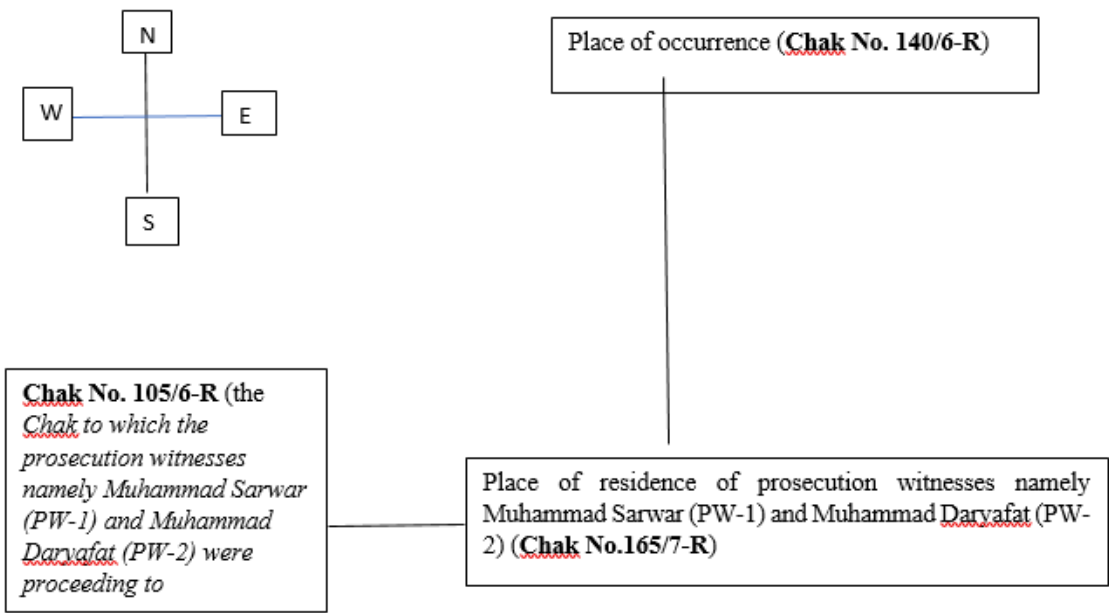 N
Place of occurrence (Chak No. 140/6-R)
W
E
S
Chak No. 105/6-R (the
Chak to which the
prosecution witnesses
namely Muhammad Sarwar
(PW-1) and Muhammad
Daryafat (PW-2) were
proceeding to
Place of residence of prosecution witnesses namely
Muhammad Sarwar (PW-1) and Muhammad Daryafat (PW-
2) (Chak No.165/7-R)